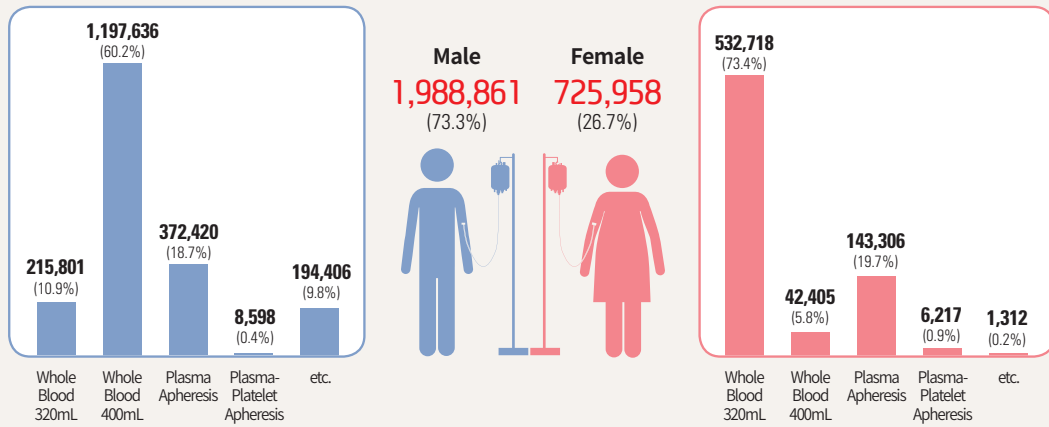 1,197,636
(60.2%)
372,420
(18.7%)
215,801
(10.9%)
194,406
(9.8%)
8,598
(0.4%)
Whole
Blood
320mL
Whole
Blood
400mL
Plasma
Apheresis
Plasma-
Platelet
Apheresis
etc.
Male
1,988,861
(73.3%)
Female
725,958
(26.7%)
532,718
(73.4%)
42,405
(5.8%)
143,306
(19.7%)
6,217
(0.9%)
1,312
(0.2%)
Whole
Blood
320mL
Whole
Blood
400mL
Plasma
Apheresis
Plasma-
Platelet
Apheresis
etc.